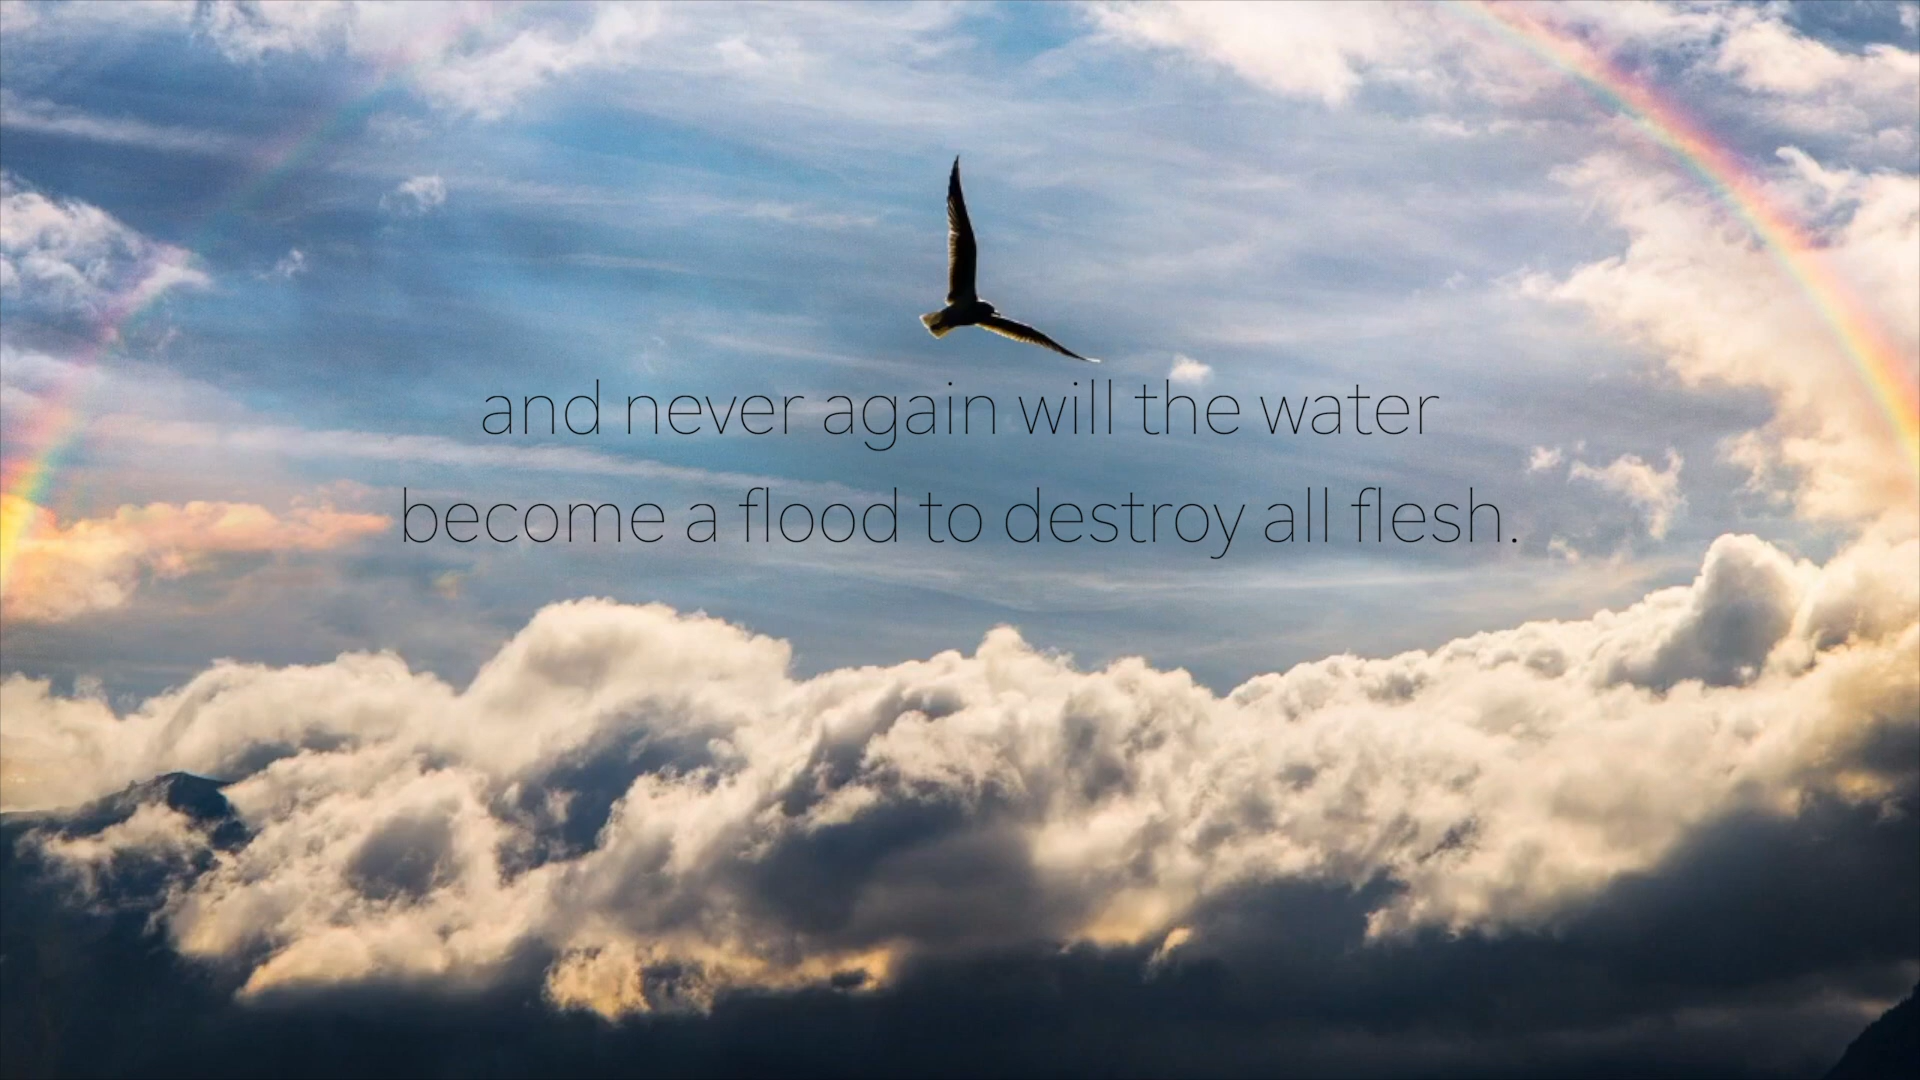 and never again will the water
become a flood to destroy all flesh.